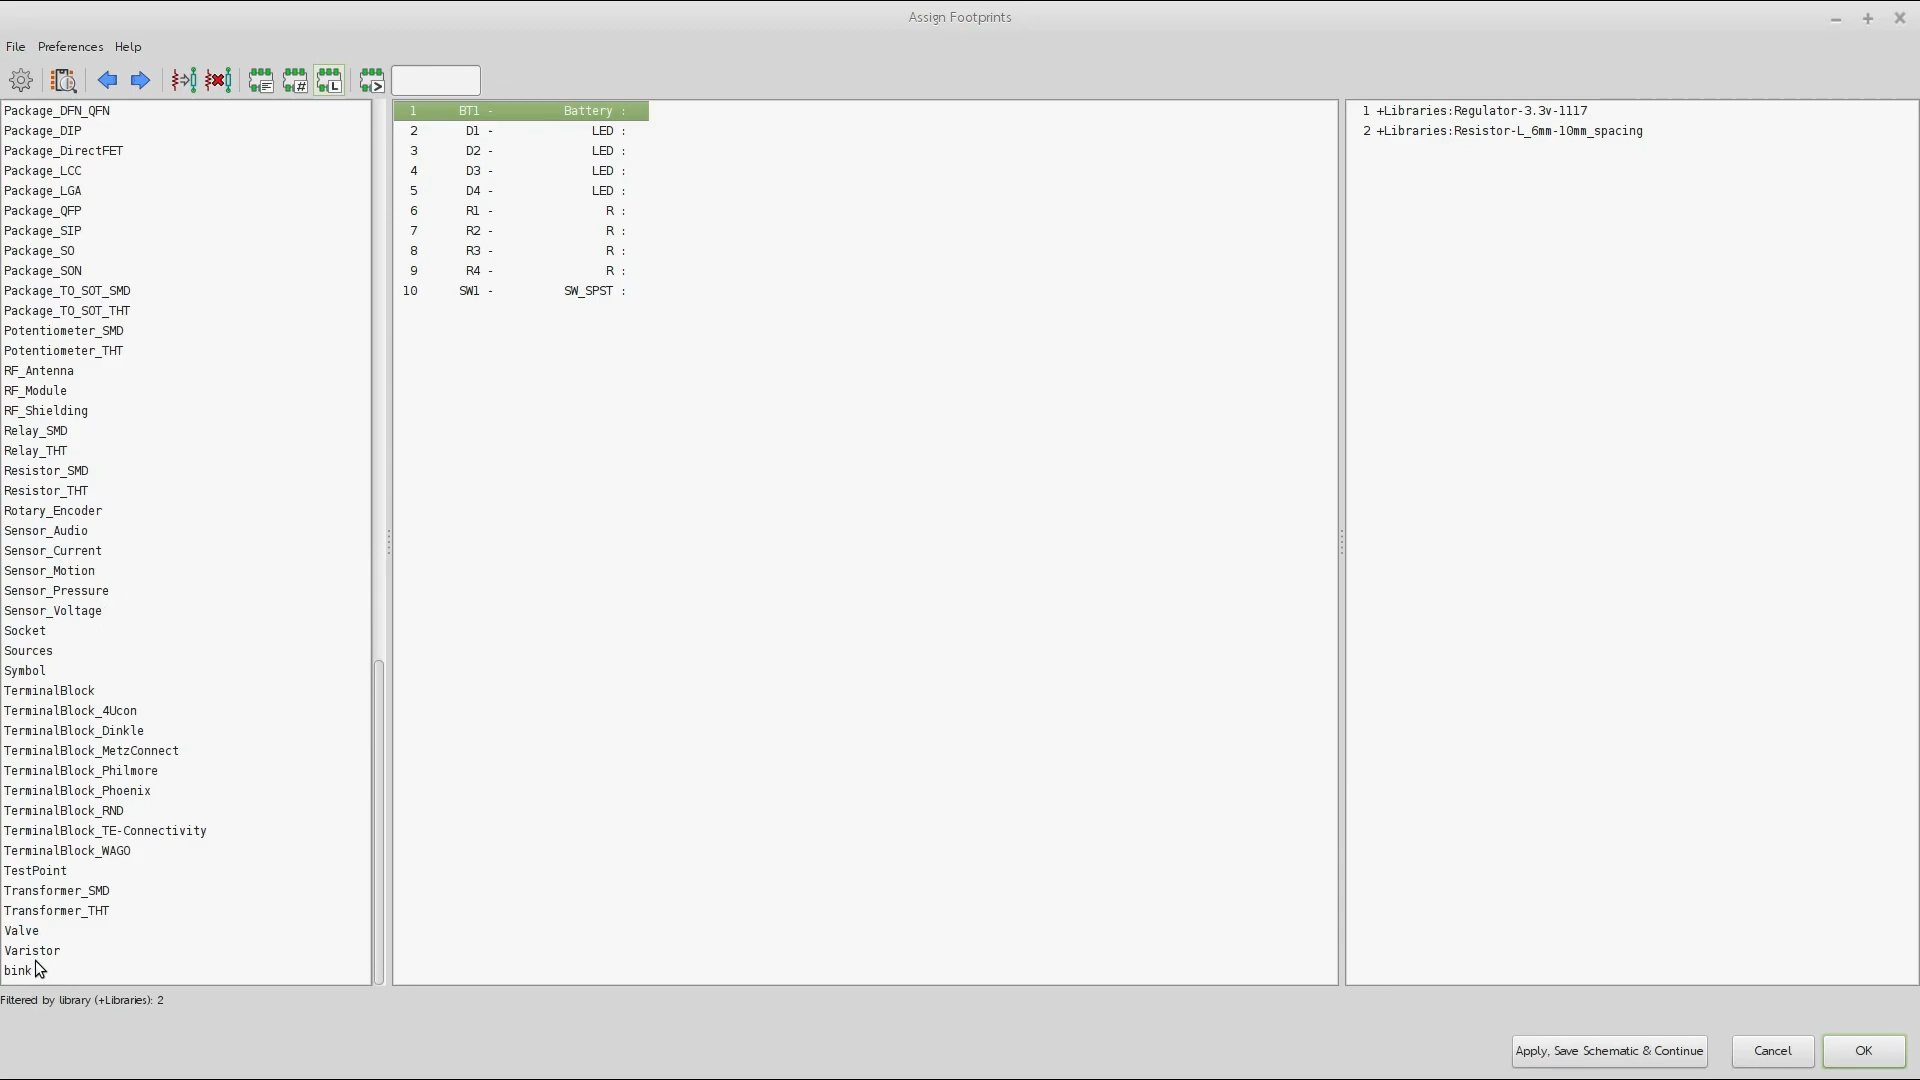 Assign Footprints
File Preferences Help
Package_DFN_QFN
Package_DIP
Package_DirectFET
Package_LCC
Package_LGA
Package_QFP
Package_SIP
Package_SO
Package_SON
Package_TO_SOT_SMD
Package_TO_SOT_THT
Potentiometer_SMD
Potentiometer_THT
RF_Antenna
RF_Module
RF_Shielding
Relay_SMD
Relay_THT
Resistor_SMD
Resistor_THT
Rotary_Encoder
Sensor_Audio
Sensor_Current
Sensor_Motion
Sensor_Pressure
Sensor_Voltage
Socket
Sources
Symbol
TerminalBlock
TerminalBlock_4Ucon
TerminalBlock_Dinkle
TerminalBlock_MetzConnect
TerminalBlock_Philmore
TerminalBlock_Phoenix
TerminalBlock_RND
TerminalBlock_TE-Connectivity
TerminalBlock_WAGO
TestPoint
Transformer_SMD
Transformer_THT
Valve
Varistor
bink
1 BT1 - Battery :
2 D1 - LED :
3 D2 - LED :
4 D3 - LED :
5 D4 - LED :
6 R1 - R :
7 R2 - R :
8 R3 - R :
9 R4 - R :
10 SW1 - SW_SPST :
1 +Libraries:Regulator-3.3v-1117
2 +Libraries:Resistor-L_6mm-10mm_spacing
Filtered by library (+Libraries): 2
Apply, Save Schematic & Continue Cancel OK